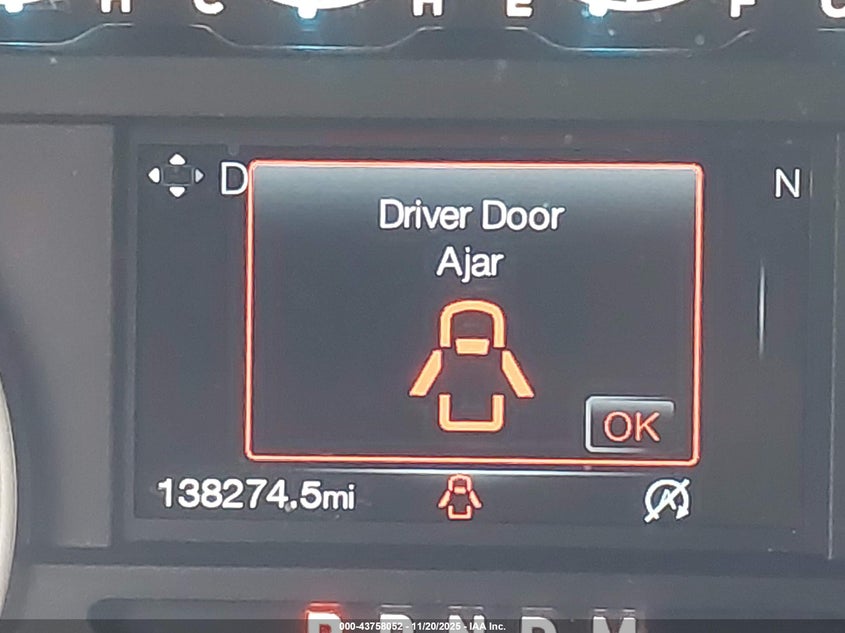 H C H E F
D
N
Driver Door
Ajar
OK
138274.5mi
P R N D M
000-43758052 - 11/20/2025 - IAA Inc.